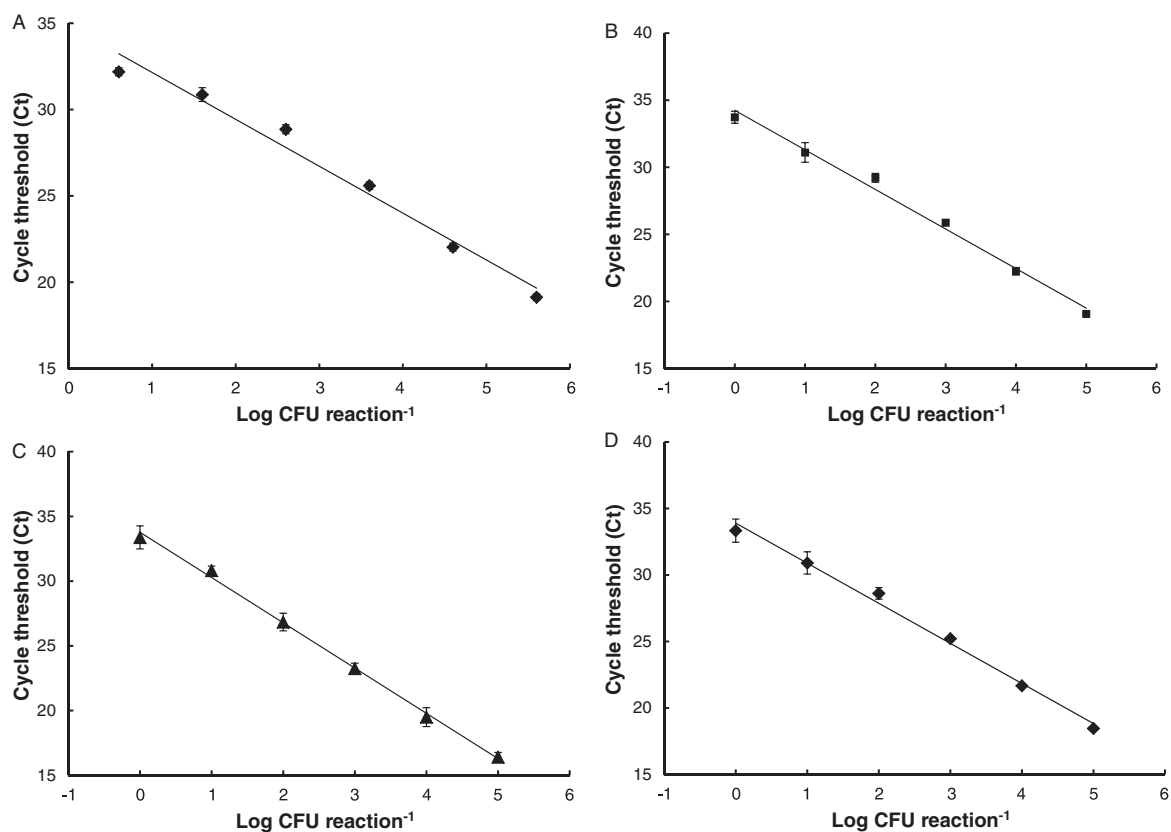 A
Cycle threshold (Ct)
35
30
25
20
15
0 1 2 3 4 5 6
Log CFU reaction-1
B
Cycle threshold (Ct)
40
35
30
25
20
15
-1 0 1 2 3 4 5 6
Log CFU reaction-1
C
Cycle threshold (Ct)
40
35
30
25
20
15
-1 0 1 2 3 4 5 6
Log CFU reaction-1
D
Cycle threshold (Ct)
40
35
30
25
20
15
-1 0 1 2 3 4 5 6
Log CFU reaction-1